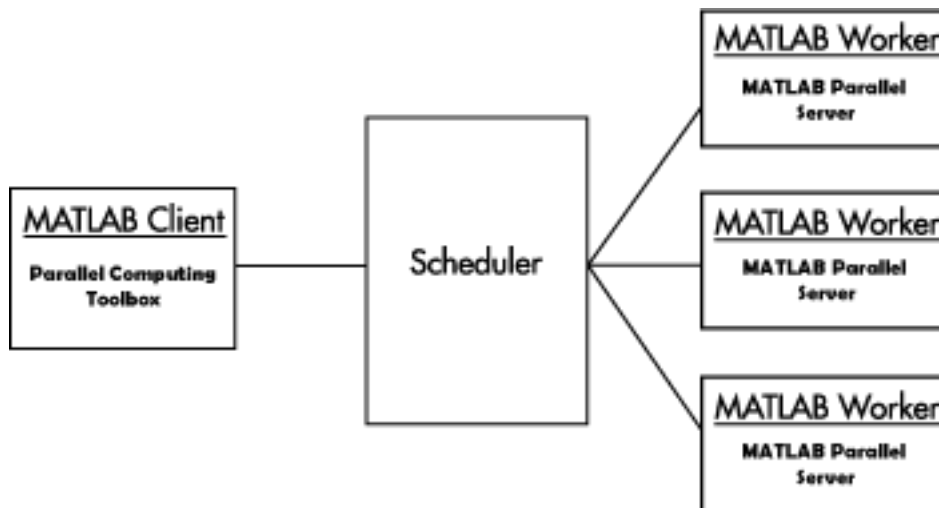 MATLAB Client
Parallel Computing
Toolbox
Scheduler
MATLAB Worker
MATLAB Parallel
Server
MATLAB Worker
MATLAB Parallel
Server
MATLAB Worker
MATLAB Parallel
Server